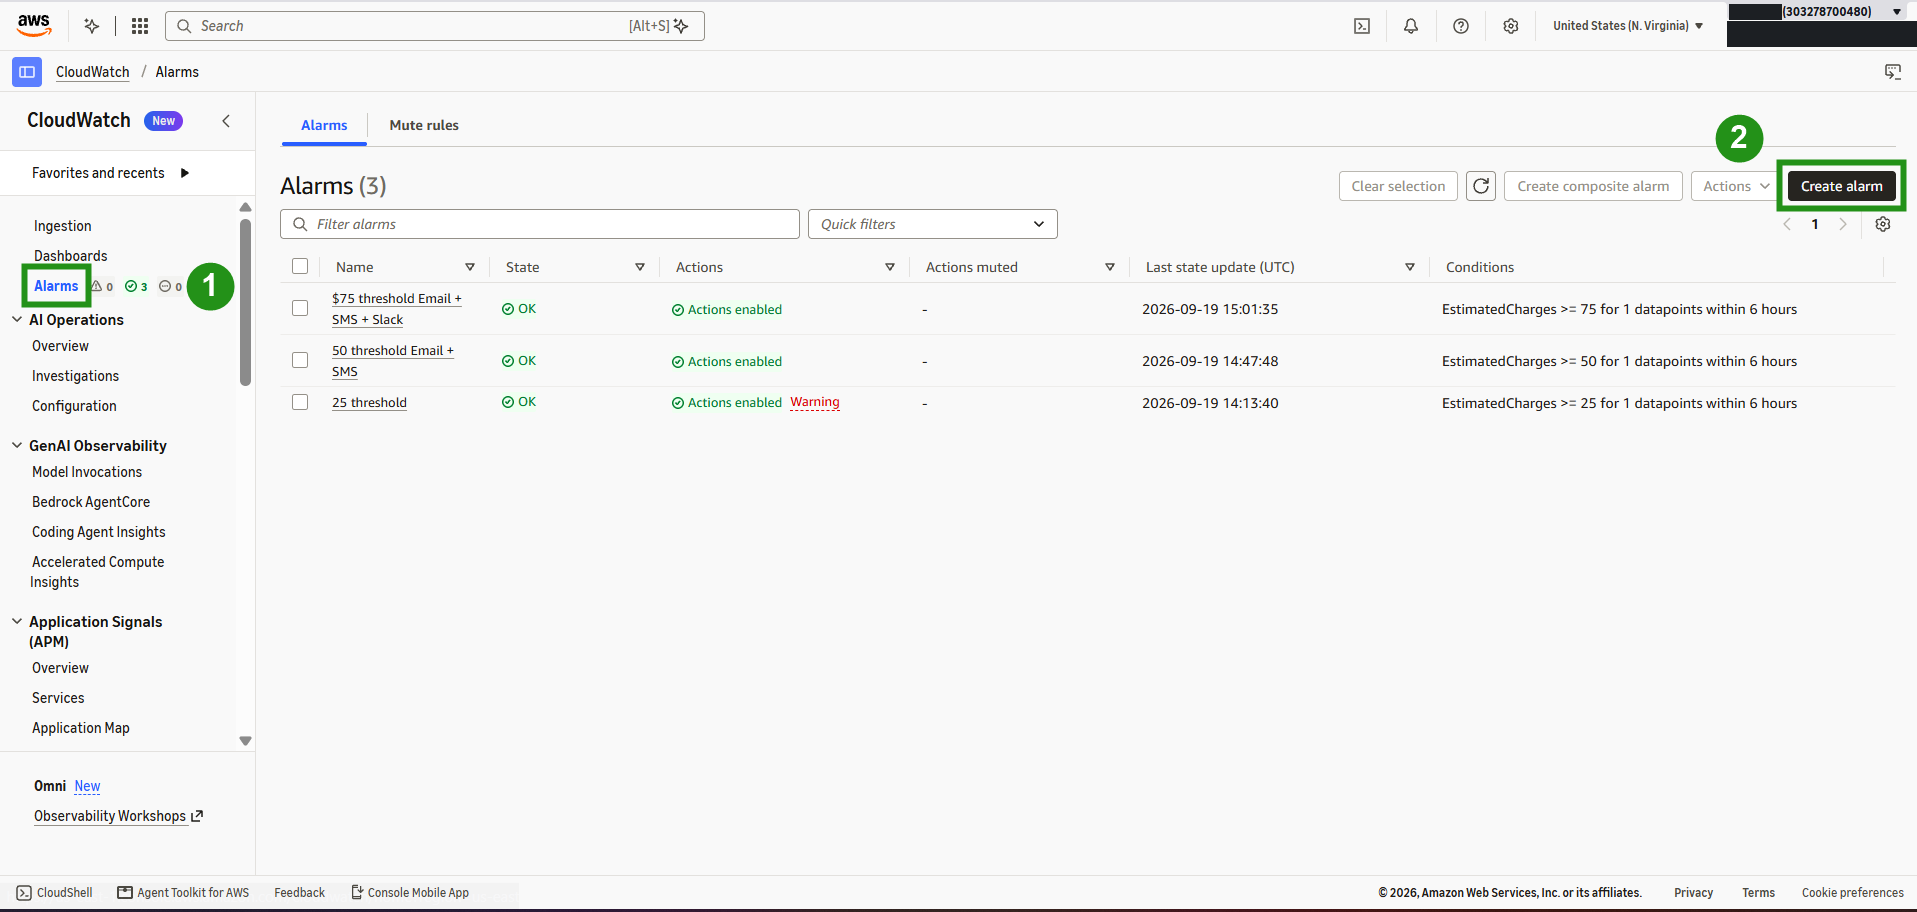 aws
Search [Alt+S]
United States (N. Virginia)
(303278700480)
CloudWatch / Alarms
CloudWatch New
Favorites and recents
Ingestion
Dashboards
Alarms 0 3 0
1
AI Operations
Overview
Investigations
Configuration
GenAI Observability
Model Invocations
Bedrock AgentCore
Coding Agent Insights
Accelerated Compute
Insights
Application Signals
(APM)
Overview
Services
Application Map
Omni New
Observability Workshops
Alarms
Mute rules
2
Alarms (3)
Clear selection
Create composite alarm
Actions
Create alarm
Filter alarms
Quick filters
1
Name State Actions Actions muted Last state update (UTC) Conditions
$75 threshold Email +
SMS + Slack
OK Actions enabled - 2026-09-19 15:01:35 EstimatedCharges >= 75 for 1 datapoints within 6 hours
50 threshold Email +
SMS
OK Actions enabled - 2026-09-19 14:47:48 EstimatedCharges >= 50 for 1 datapoints within 6 hours
25 threshold OK Actions enabled Warning - 2026-09-19 14:13:40 EstimatedCharges >= 25 for 1 datapoints within 6 hours
CloudShell Agent Toolkit for AWS Feedback Console Mobile App
© 2026, Amazon Web Services, Inc. or its affiliates. Privacy Terms Cookie preferences